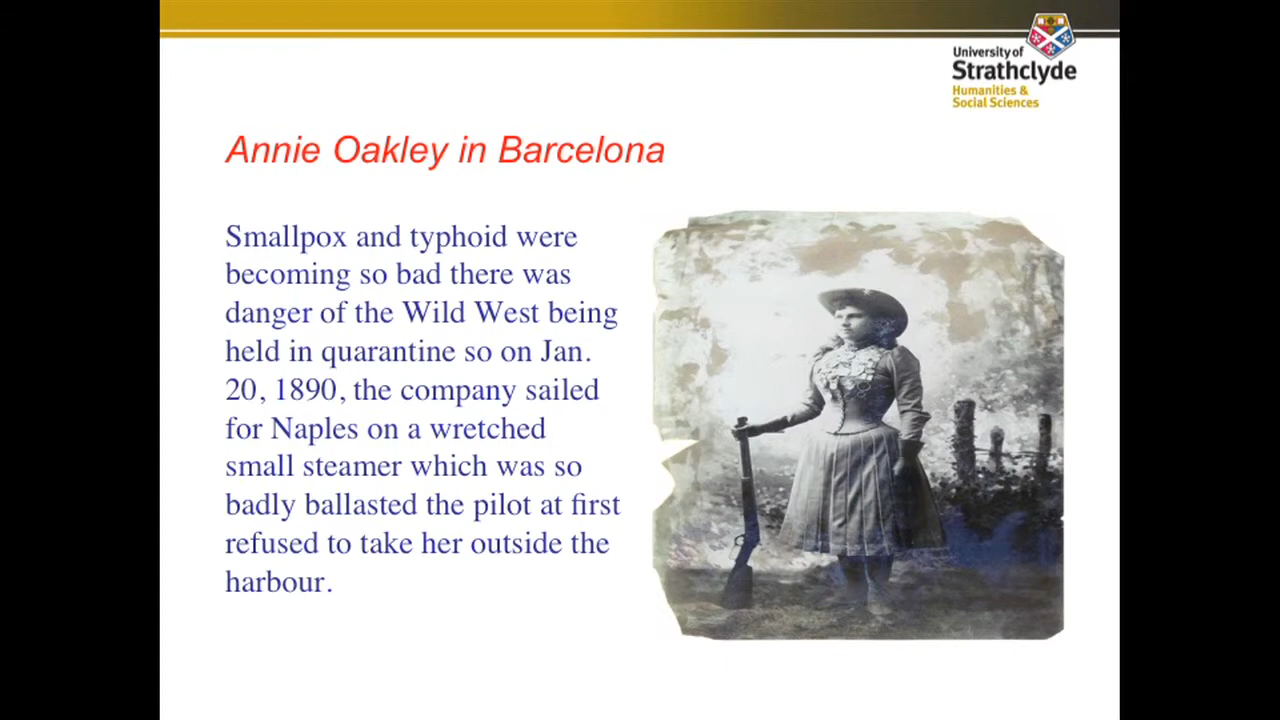 University of
Strathclyde
Humanities &
Social Sciences
Annie Oakley in Barcelona
Smallpox and typhoid were
becoming so bad there was
danger of the Wild West being
held in quarantine so on Jan.
20, 1890, the company sailed
for Naples on a wretched
small steamer which was so
badly ballasted the pilot at first
refused to take her outside the
harbour.